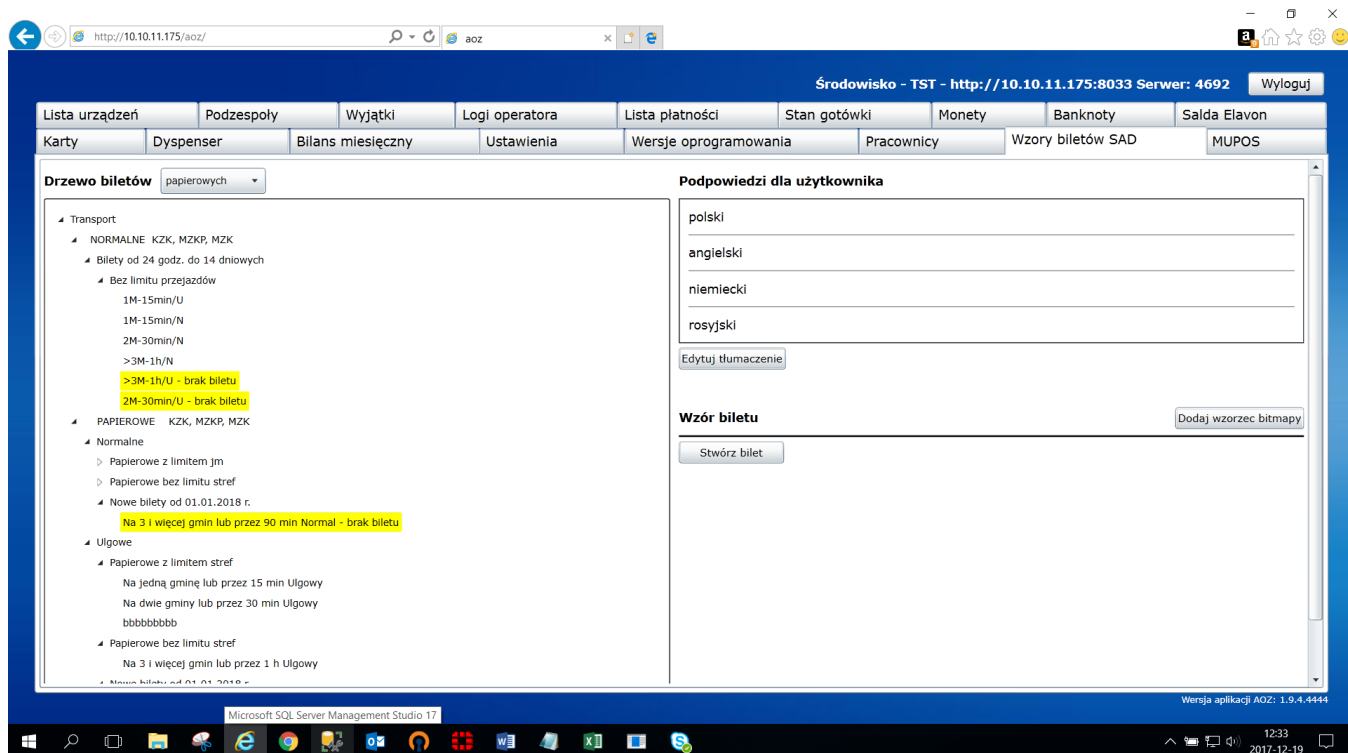 http://10.10.11.175/aoz/
aoz
Środowisko - TST - http://10.10.11.175:8033 Serwer: 4692
Wyloguj
Lista urządzeń Podzespoły Wyjątki Logi operatora Lista płatności Stan gotówki Monety Banknoty Salda Elavon
Karty Dyspenser Bilans miesięczny Ustawienia Wersje oprogramowania Pracownicy Wzory biletów SAD MUPOS
Drzewo biletów papierowych
Transport
NORMALNE KZK, MZKP, MZK
Bilety od 24 godz. do 14 dniowych
Bez limitu przejazdów
1M-15min/U
1M-15min/N
2M-30min/N
>3M-1h/N
>3M-1h/U - brak biletu
2M-30min/U - brak biletu
PAPIEROWE KZK, MZKP, MZK
Normalne
Papierowe z limitem jm
Papierowe bez limitu stref
Nowe bilety od 01.01.2018 r.
Na 3 i więcej gmin lub przez 90 min Normal - brak biletu
Ulgowe
Papierowe z limitem stref
Na jedną gminę lub przez 15 min Ulgowy
Na dwie gminy lub przez 30 min Ulgowy
bbbbbbbbb
Papierowe bez limitu stref
Na 3 i więcej gmin lub przez 1 h Ulgowy
Nowe bilety od 01.01.2018 r.
Podpowiedzi dla użytkownika
polski
angielski
niemiecki
rosyjski
Edytuj tłumaczenie
Wzór biletu
Dodaj wzorzec bitmapy
Stwórz bilet
Wersja aplikacji AOZ: 1.9.4.4444
Microsoft SQL Server Management Studio 17
12:33
2017-12-19